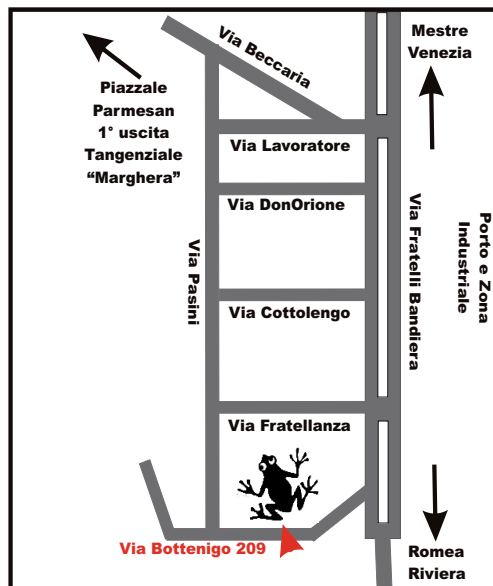 Mestre
Venezia
Via Beccaria
Piazzale
Parmesan
1° uscita
Tangenziale
“Marghera”
Via Lavoratore
Via DonOrione
Via Pasini
Via Fratelli Bandiera
Porto e Zona
Industriale
Via Cottolengo
Via Fratellanza
Via Bottenigo 209
Romea
Riviera